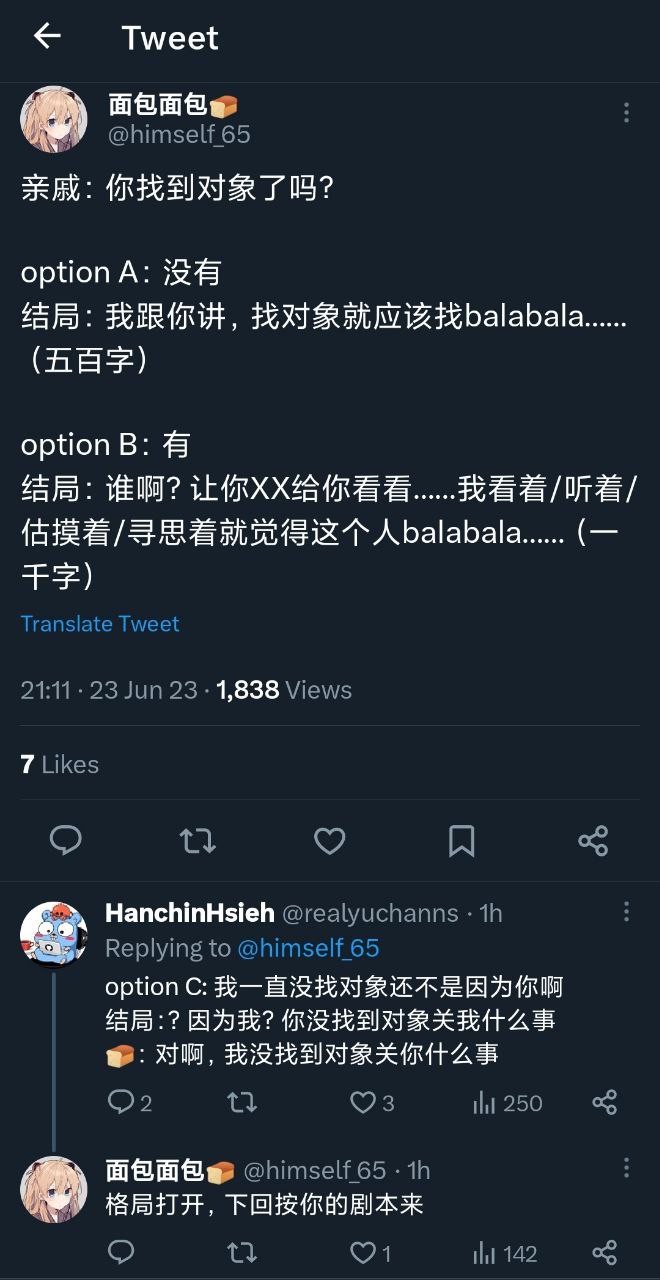 Tweet
面包面包🍞
@himself_65
亲戚：你找到对象了吗？
option A：没有
结局：我跟你讲，找对象就应该找balabala……
（五百字）
option B：有
结局：谁啊？让你XX给你看看……我看着/听着/
估摸着/寻思着就觉得这个人balabala……（一
千字）
Translate Tweet
21:11 · 23 Jun 23 · 1,838 Views
7 Likes
HanchinHsieh @realyuchanns · 1h
Replying to @himself_65
option C: 我一直没找对象还不是因为你啊
结局:? 因为我? 你没找到对象关我什么事
🍞：对啊，我没找到对象关你什么事
2 3 250
面包面包🍞 @himself_65 · 1h
格局打开，下回按你的剧本来
1 142